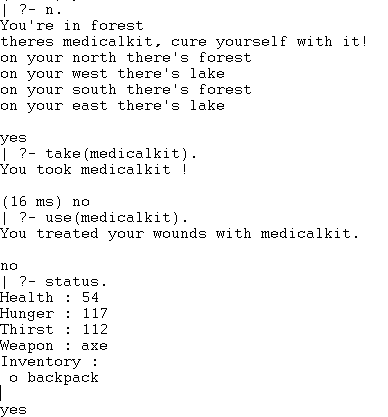 | ?- n.
You're in forest
theres medicalkit, cure yourself with it!
on your north there's forest
on your west there's lake
on your south there's forest
on your east there's lake
yes
| ?- take(medicalkit).
You took medicalkit !
(16 ms) no
| ?- use(medicalkit).
You treated your wounds with medicalkit.
no
| ?- status.
Health : 54
Hunger : 117
Thirst : 112
Weapon : axe
Inventory :
o backpack
yes